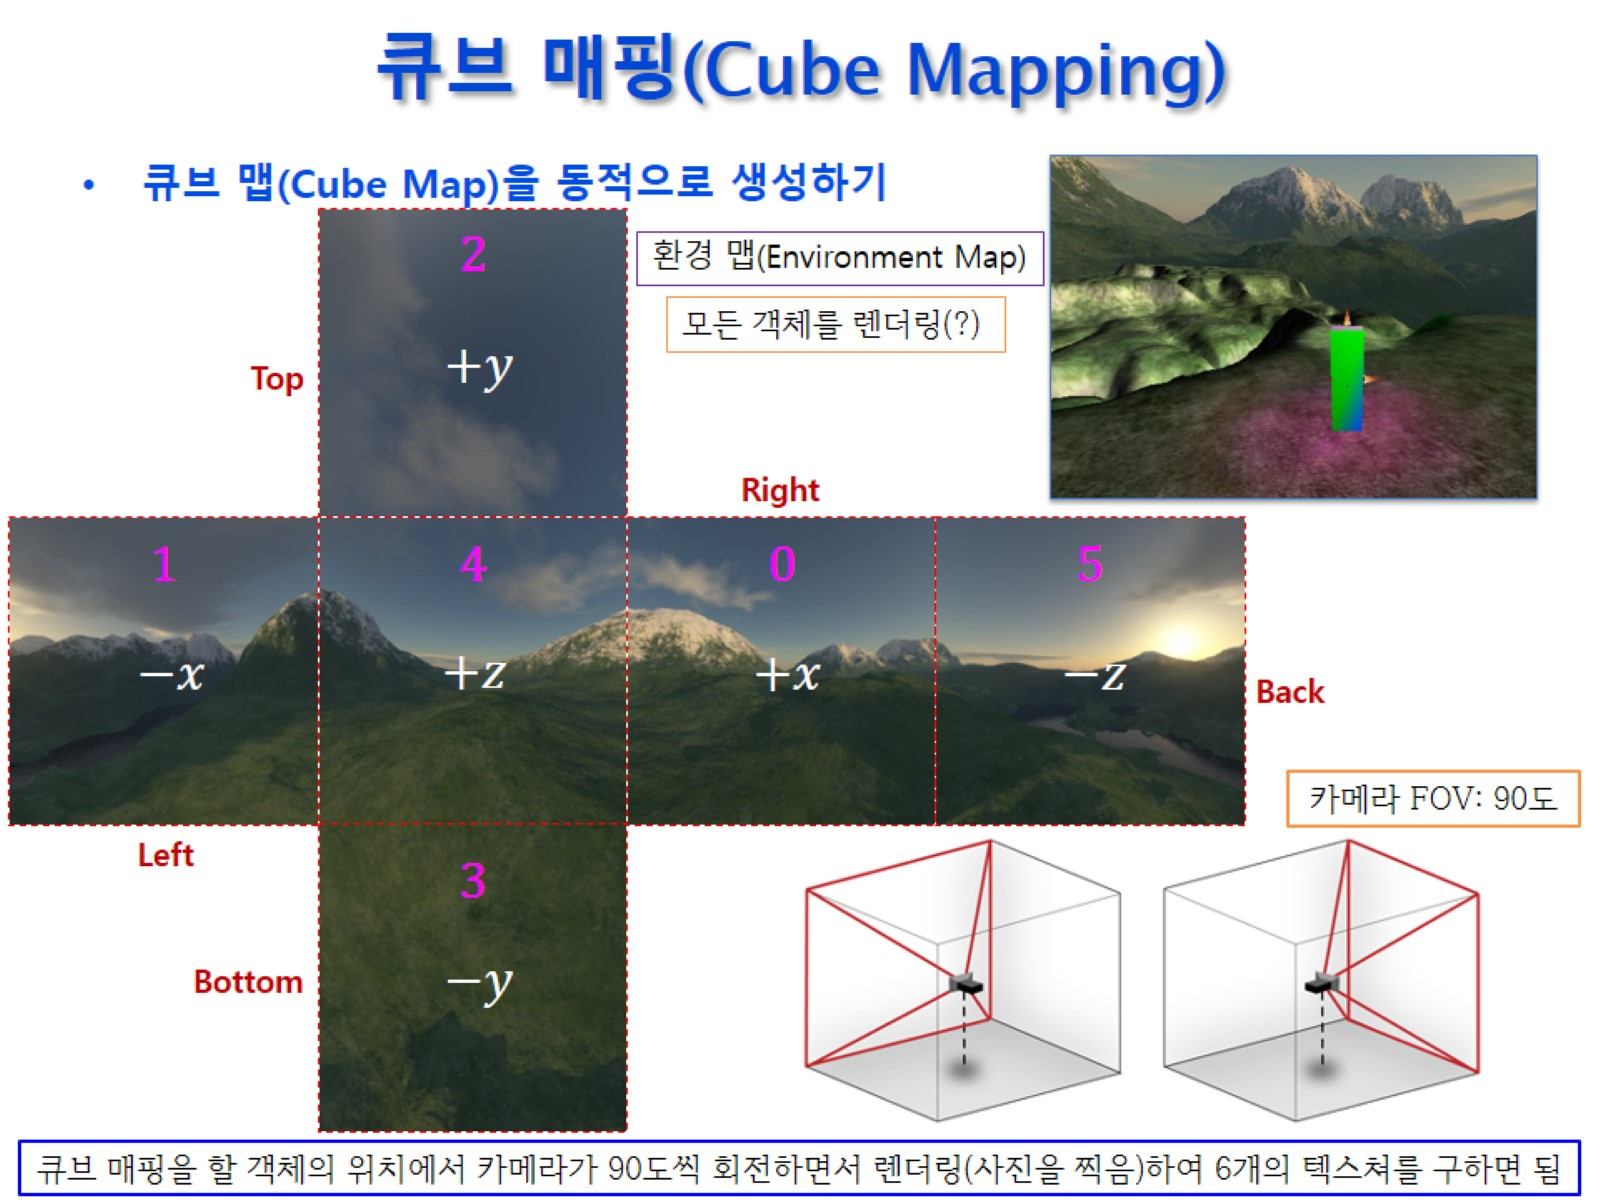 큐브 매핑(Cube Mapping)
• 큐브 맵(Cube Map)을 동적으로 생성하기
2
환경 맵(Environment Map)
모든 객체를 렌더링(?)
+y
Top
Right
1
4
0
5
−x
+z
+x
−z
Back
카메라 FOV: 90도
Left
3
Bottom
−y
큐브 매핑을 할 객체의 위치에서 카메라가 90도씩 회전하면서 렌더링(사진을 찍음)하여 6개의 텍스쳐를 구하면 됨